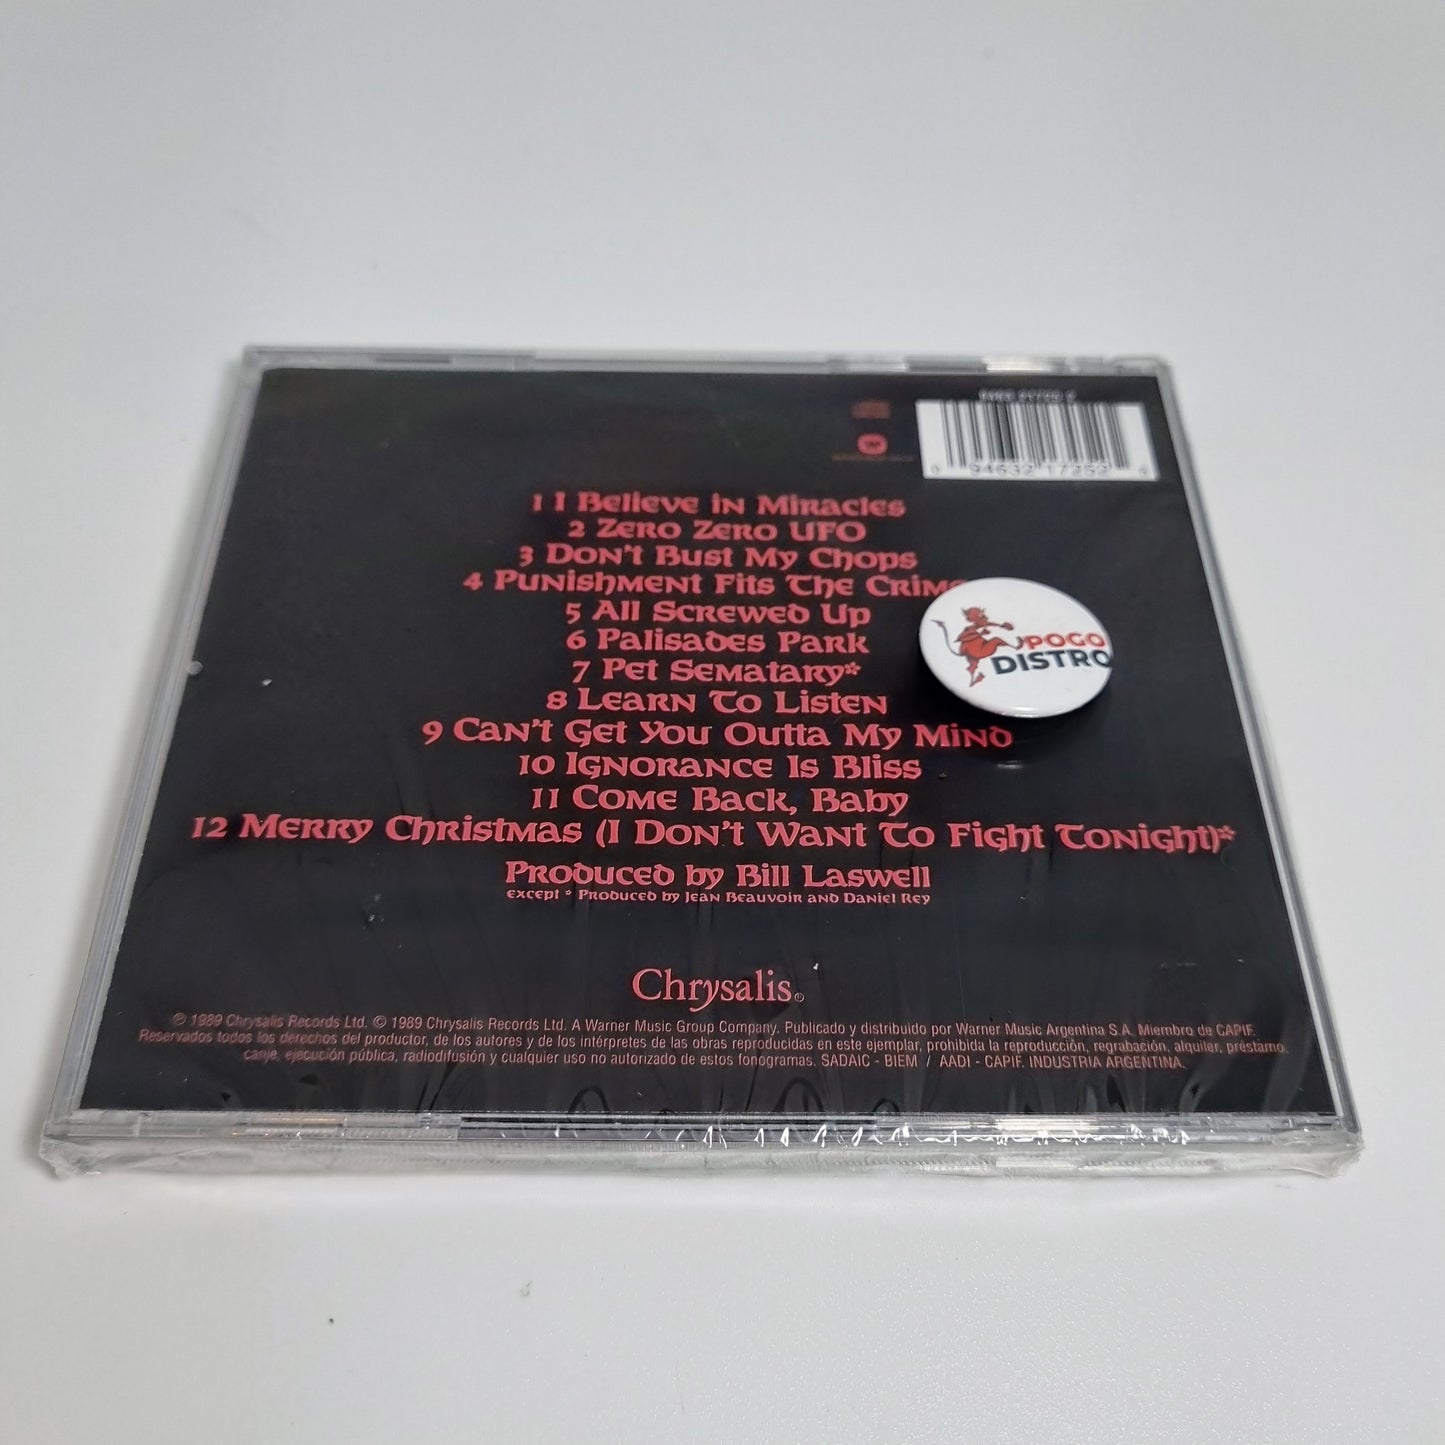 0 94632 17252 6
1 I Believe in Miracles
2 Zero Zero UFO
3 Don't Bust My Chops
4 Punishment Fits The Crime
5 All Screwed Up
6 Palisades Park
7 Pet Sematary*
8 Learn To Listen
9 Can't Get You Outta My Mind
10 Ignorance Is Bliss
11 Come Back, Baby
12 Merry Christmas (I Don't Want To Fight Tonight)*
Produced by Bill Laswell
except * Produced by Jean Beauvoir and Daniel Rey
POGO
DISTRO
Chrysalis
℗ 1989 Chrysalis Records Ltd. © 1989 Chrysalis Records Ltd. A Warner Music Group Company. Publicado y distribuido por Warner Music Argentina S.A. Miembro de CAPIF.
Reservados todos los derechos del productor, de los autores y de los intérpretes de las obras reproducidas en este ejemplar, prohibida la reproducción, regrabación, alquiler, préstamo,
canje, ejecución pública, radiodifusión y cualquier uso no autorizado de estos fonogramas. SADAIC - BIEM / AADI - CAPIF. INDUSTRIA ARGENTINA.